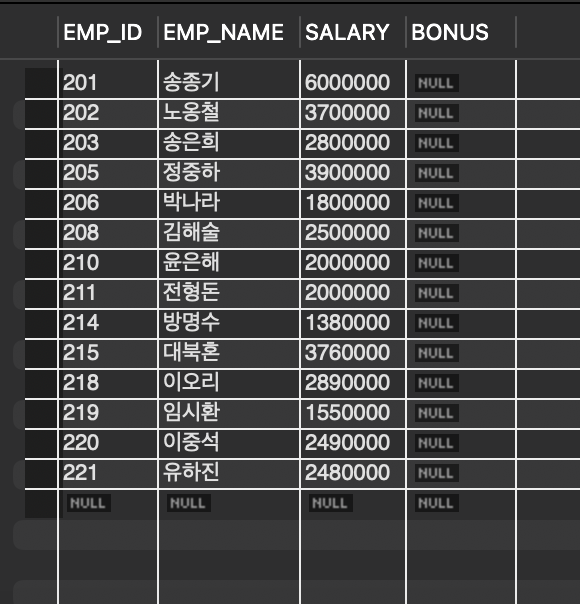 EMP_ID EMP_NAME SALARY BONUS
201 송종기 6000000 NULL
202 노옹철 3700000 NULL
203 송은희 2800000 NULL
205 정중하 3900000 NULL
206 박나라 1800000 NULL
208 김해술 2500000 NULL
210 윤은해 2000000 NULL
211 전형돈 2000000 NULL
214 방명수 1380000 NULL
215 대북혼 3760000 NULL
218 이오리 2890000 NULL
219 임시환 1550000 NULL
220 이중석 2490000 NULL
221 유하진 2480000 NULL
NULL NULL NULL NULL